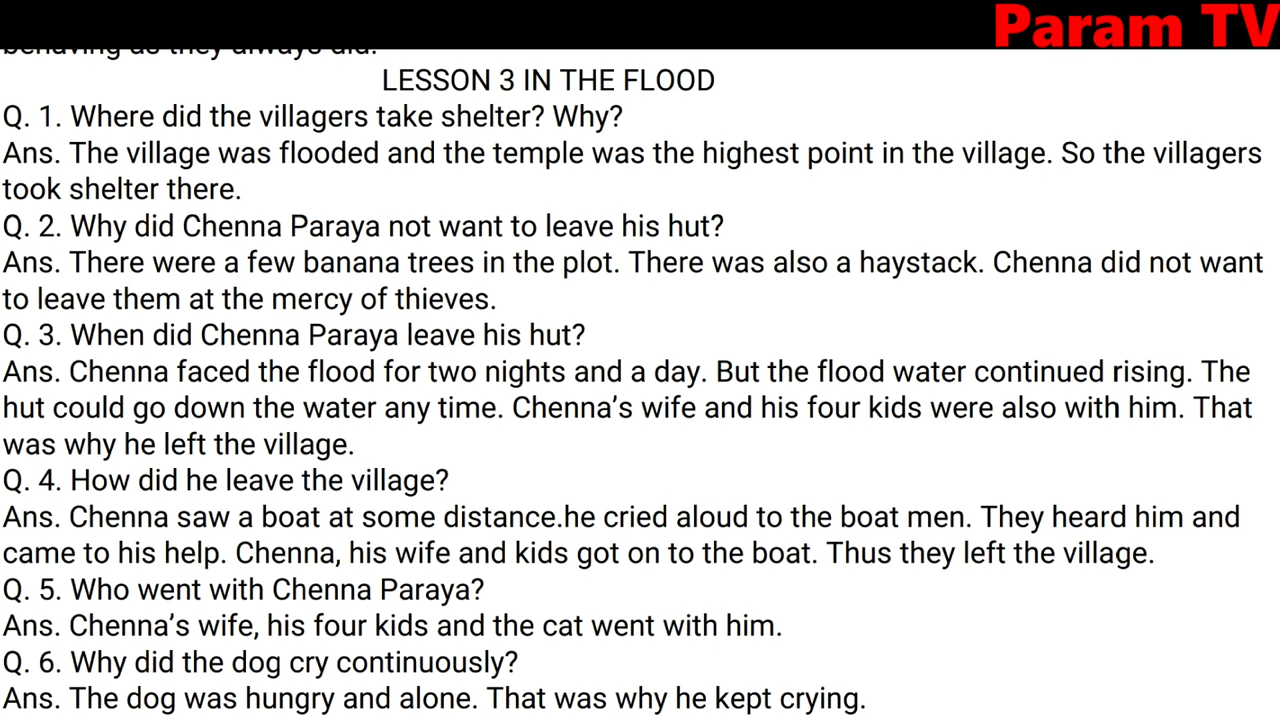 Param TV
behaving as they always did.
LESSON 3 IN THE FLOOD
Q. 1. Where did the villagers take shelter? Why?
Ans. The village was flooded and the temple was the highest point in the village. So the villagers
took shelter there.
Q. 2. Why did Chenna Paraya not want to leave his hut?
Ans. There were a few banana trees in the plot. There was also a haystack. Chenna did not want
to leave them at the mercy of thieves.
Q. 3. When did Chenna Paraya leave his hut?
Ans. Chenna faced the flood for two nights and a day. But the flood water continued rising. The
hut could go down the water any time. Chenna’s wife and his four kids were also with him. That
was why he left the village.
Q. 4. How did he leave the village?
Ans. Chenna saw a boat at some distance.he cried aloud to the boat men. They heard him and
came to his help. Chenna, his wife and kids got on to the boat. Thus they left the village.
Q. 5. Who went with Chenna Paraya?
Ans. Chenna’s wife, his four kids and the cat went with him.
Q. 6. Why did the dog cry continuously?
Ans. The dog was hungry and alone. That was why he kept crying.